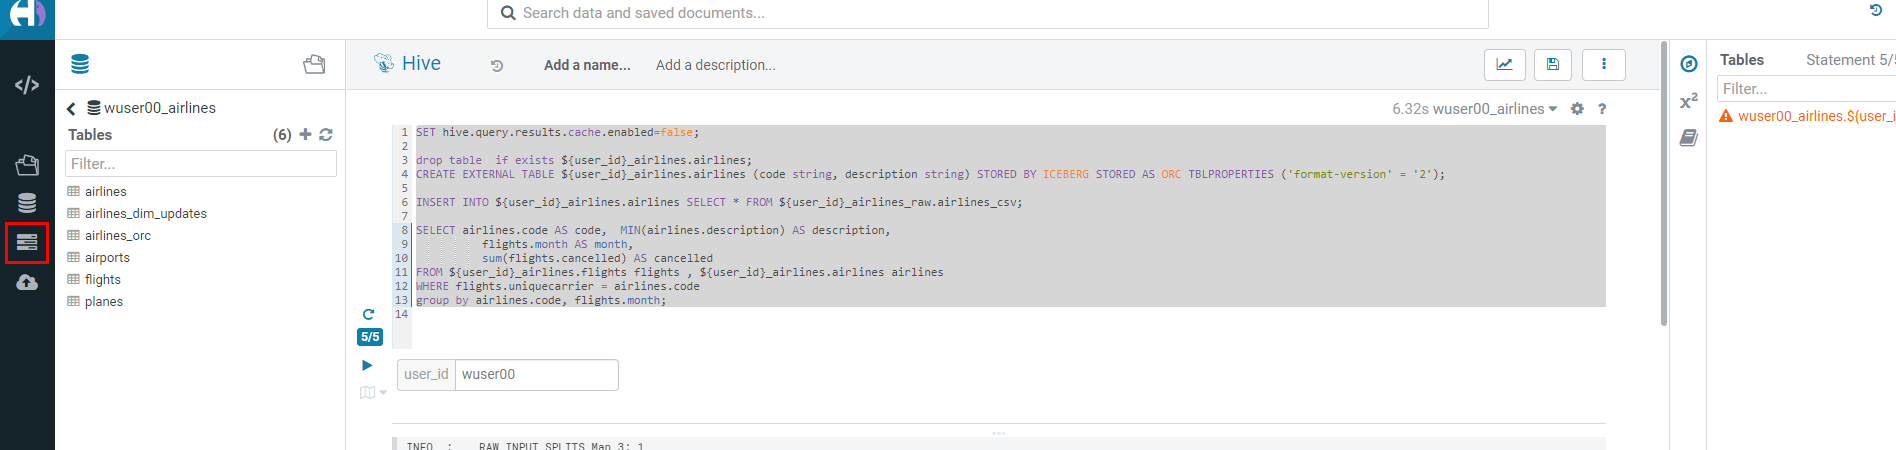 Search data and saved documents...
</>
wuser00_airlines
Tables (6)
Filter...
airlines
airlines_dim_updates
airlines_orc
airports
flights
planes
Hive
Add a name...
Add a description...
6.32s wuser00_airlines
?
1 SET hive.query.results.cache.enabled=false;
2
3 drop table  if exists ${user_id}_airlines.airlines;
4 CREATE EXTERNAL TABLE ${user_id}_airlines.airlines (code string, description string) STORED BY ICEBERG STORED AS ORC TBLPROPERTIES ('format-version' = '2');
5
6 INSERT INTO ${user_id}_airlines.airlines SELECT * FROM ${user_id}_airlines_raw.airlines_csv;
7
8 SELECT airlines.code AS code,  MIN(airlines.description) AS description,
9 flights.month AS month,
10 sum(flights.cancelled) AS cancelled
11 FROM ${user_id}_airlines.flights flights , ${user_id}_airlines.airlines airlines
12 WHERE flights.uniquecarrier = airlines.code
13 group by airlines.code, flights.month;
14
5/5
user_id wuser00
INFO  :    RAW_INPUT_SPLITS_Map_3: 1
x²
Tables Statement 5/5
Filter...
wuser00_airlines.${user_i